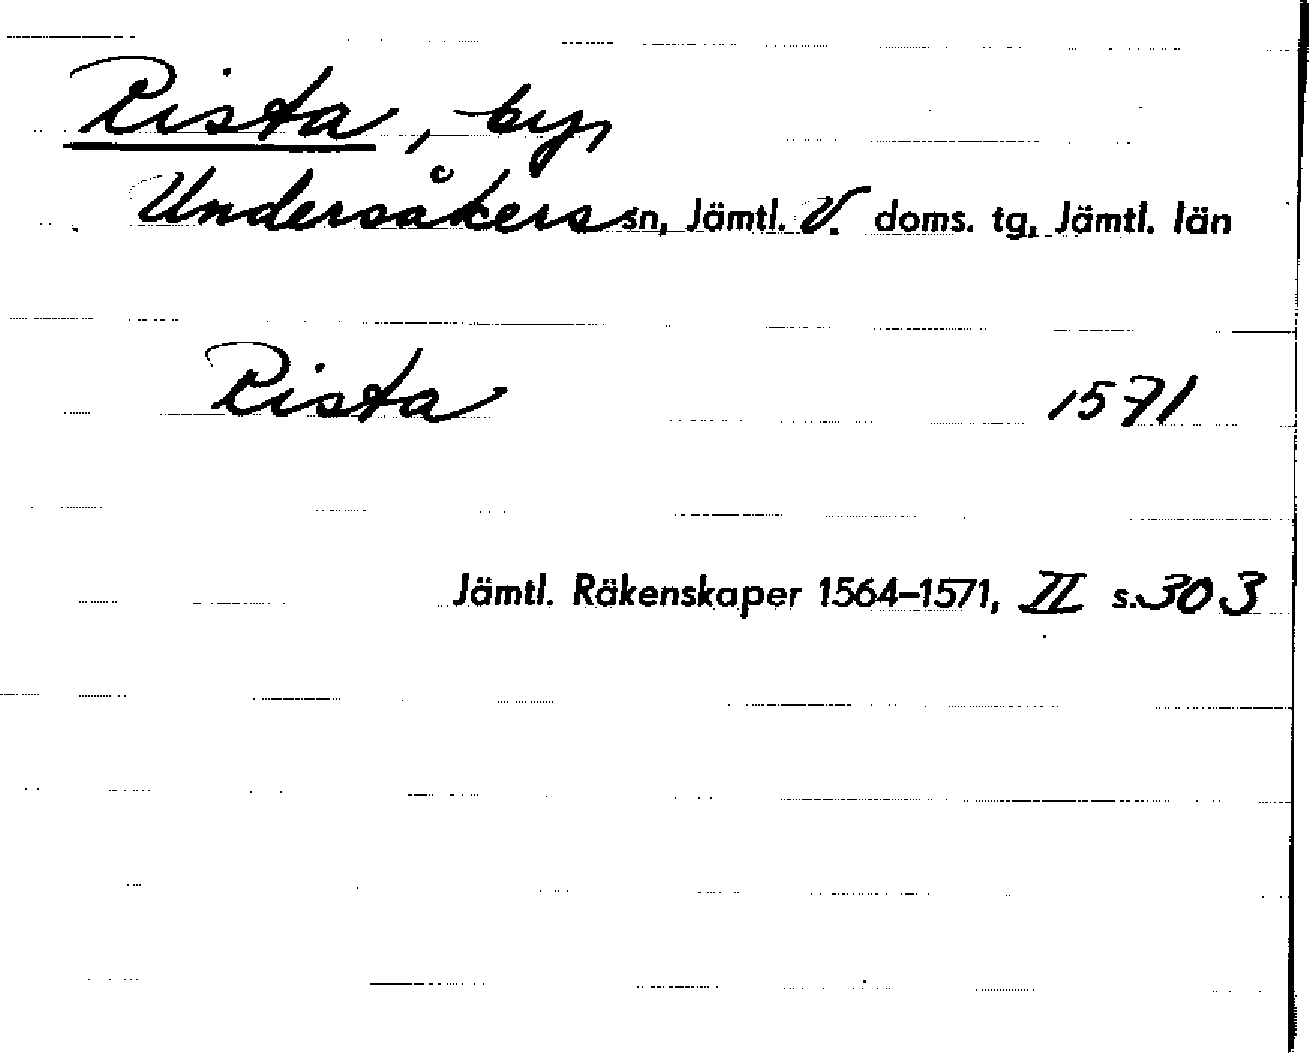 Rista, by,
Undersåkers sn, Jämtl. V. doms. tg, Jämtl. län
Rista 1571
Jämtl. Räkenskaper 1564–1571, II s. 303